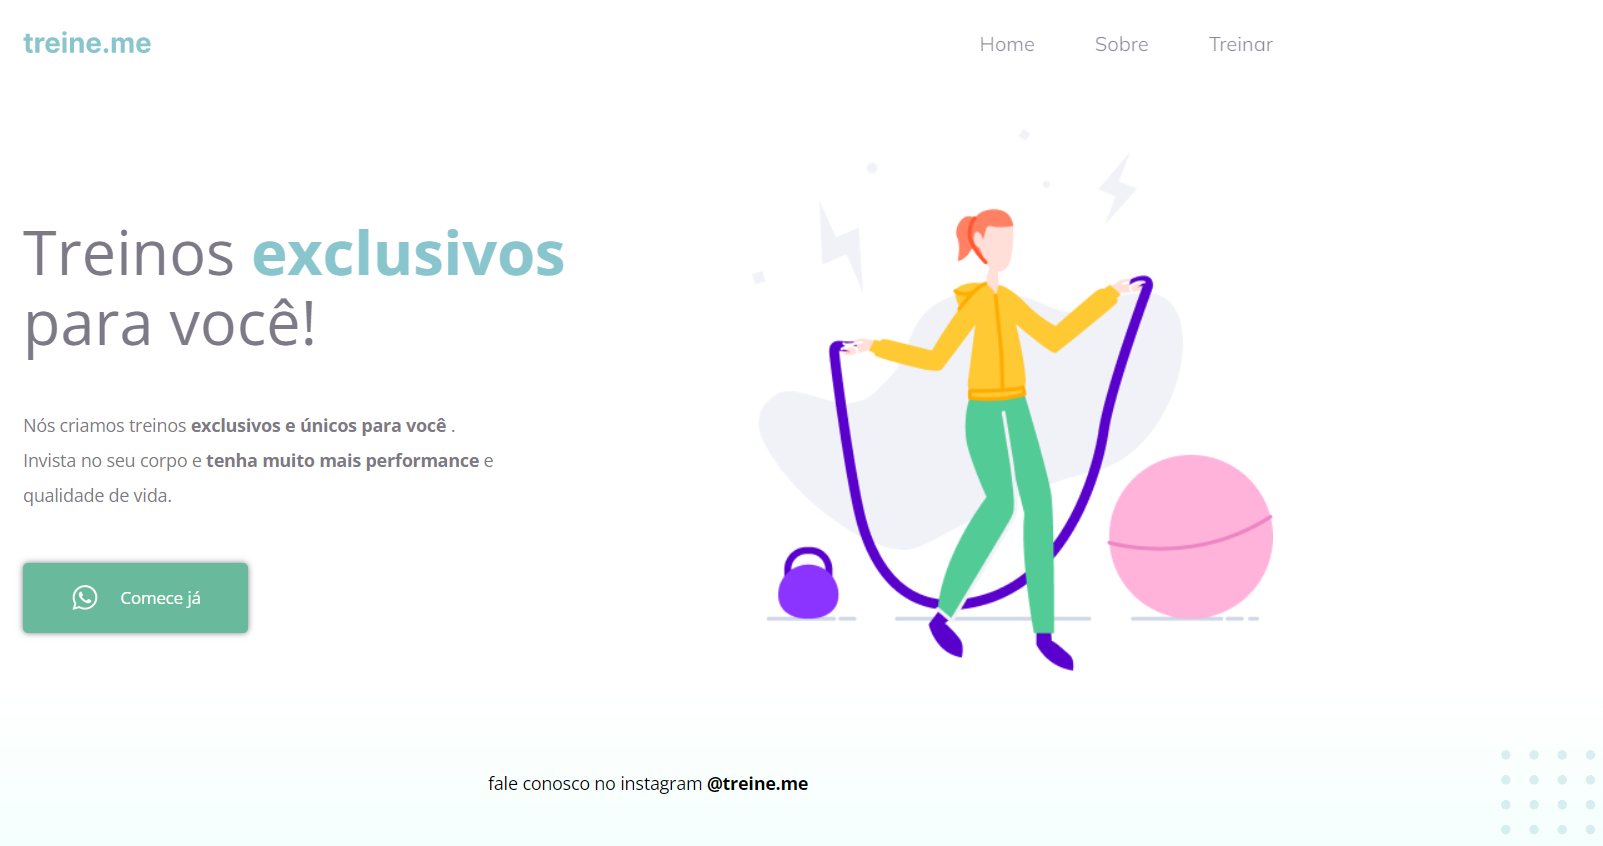 treine.me
Home Sobre Treinar
Treinos exclusivos
para você!
Nós criamos treinos exclusivos e únicos para você .
Invista no seu corpo e tenha muito mais performance e
qualidade de vida.
Comece já
fale conosco no instagram @treine.me